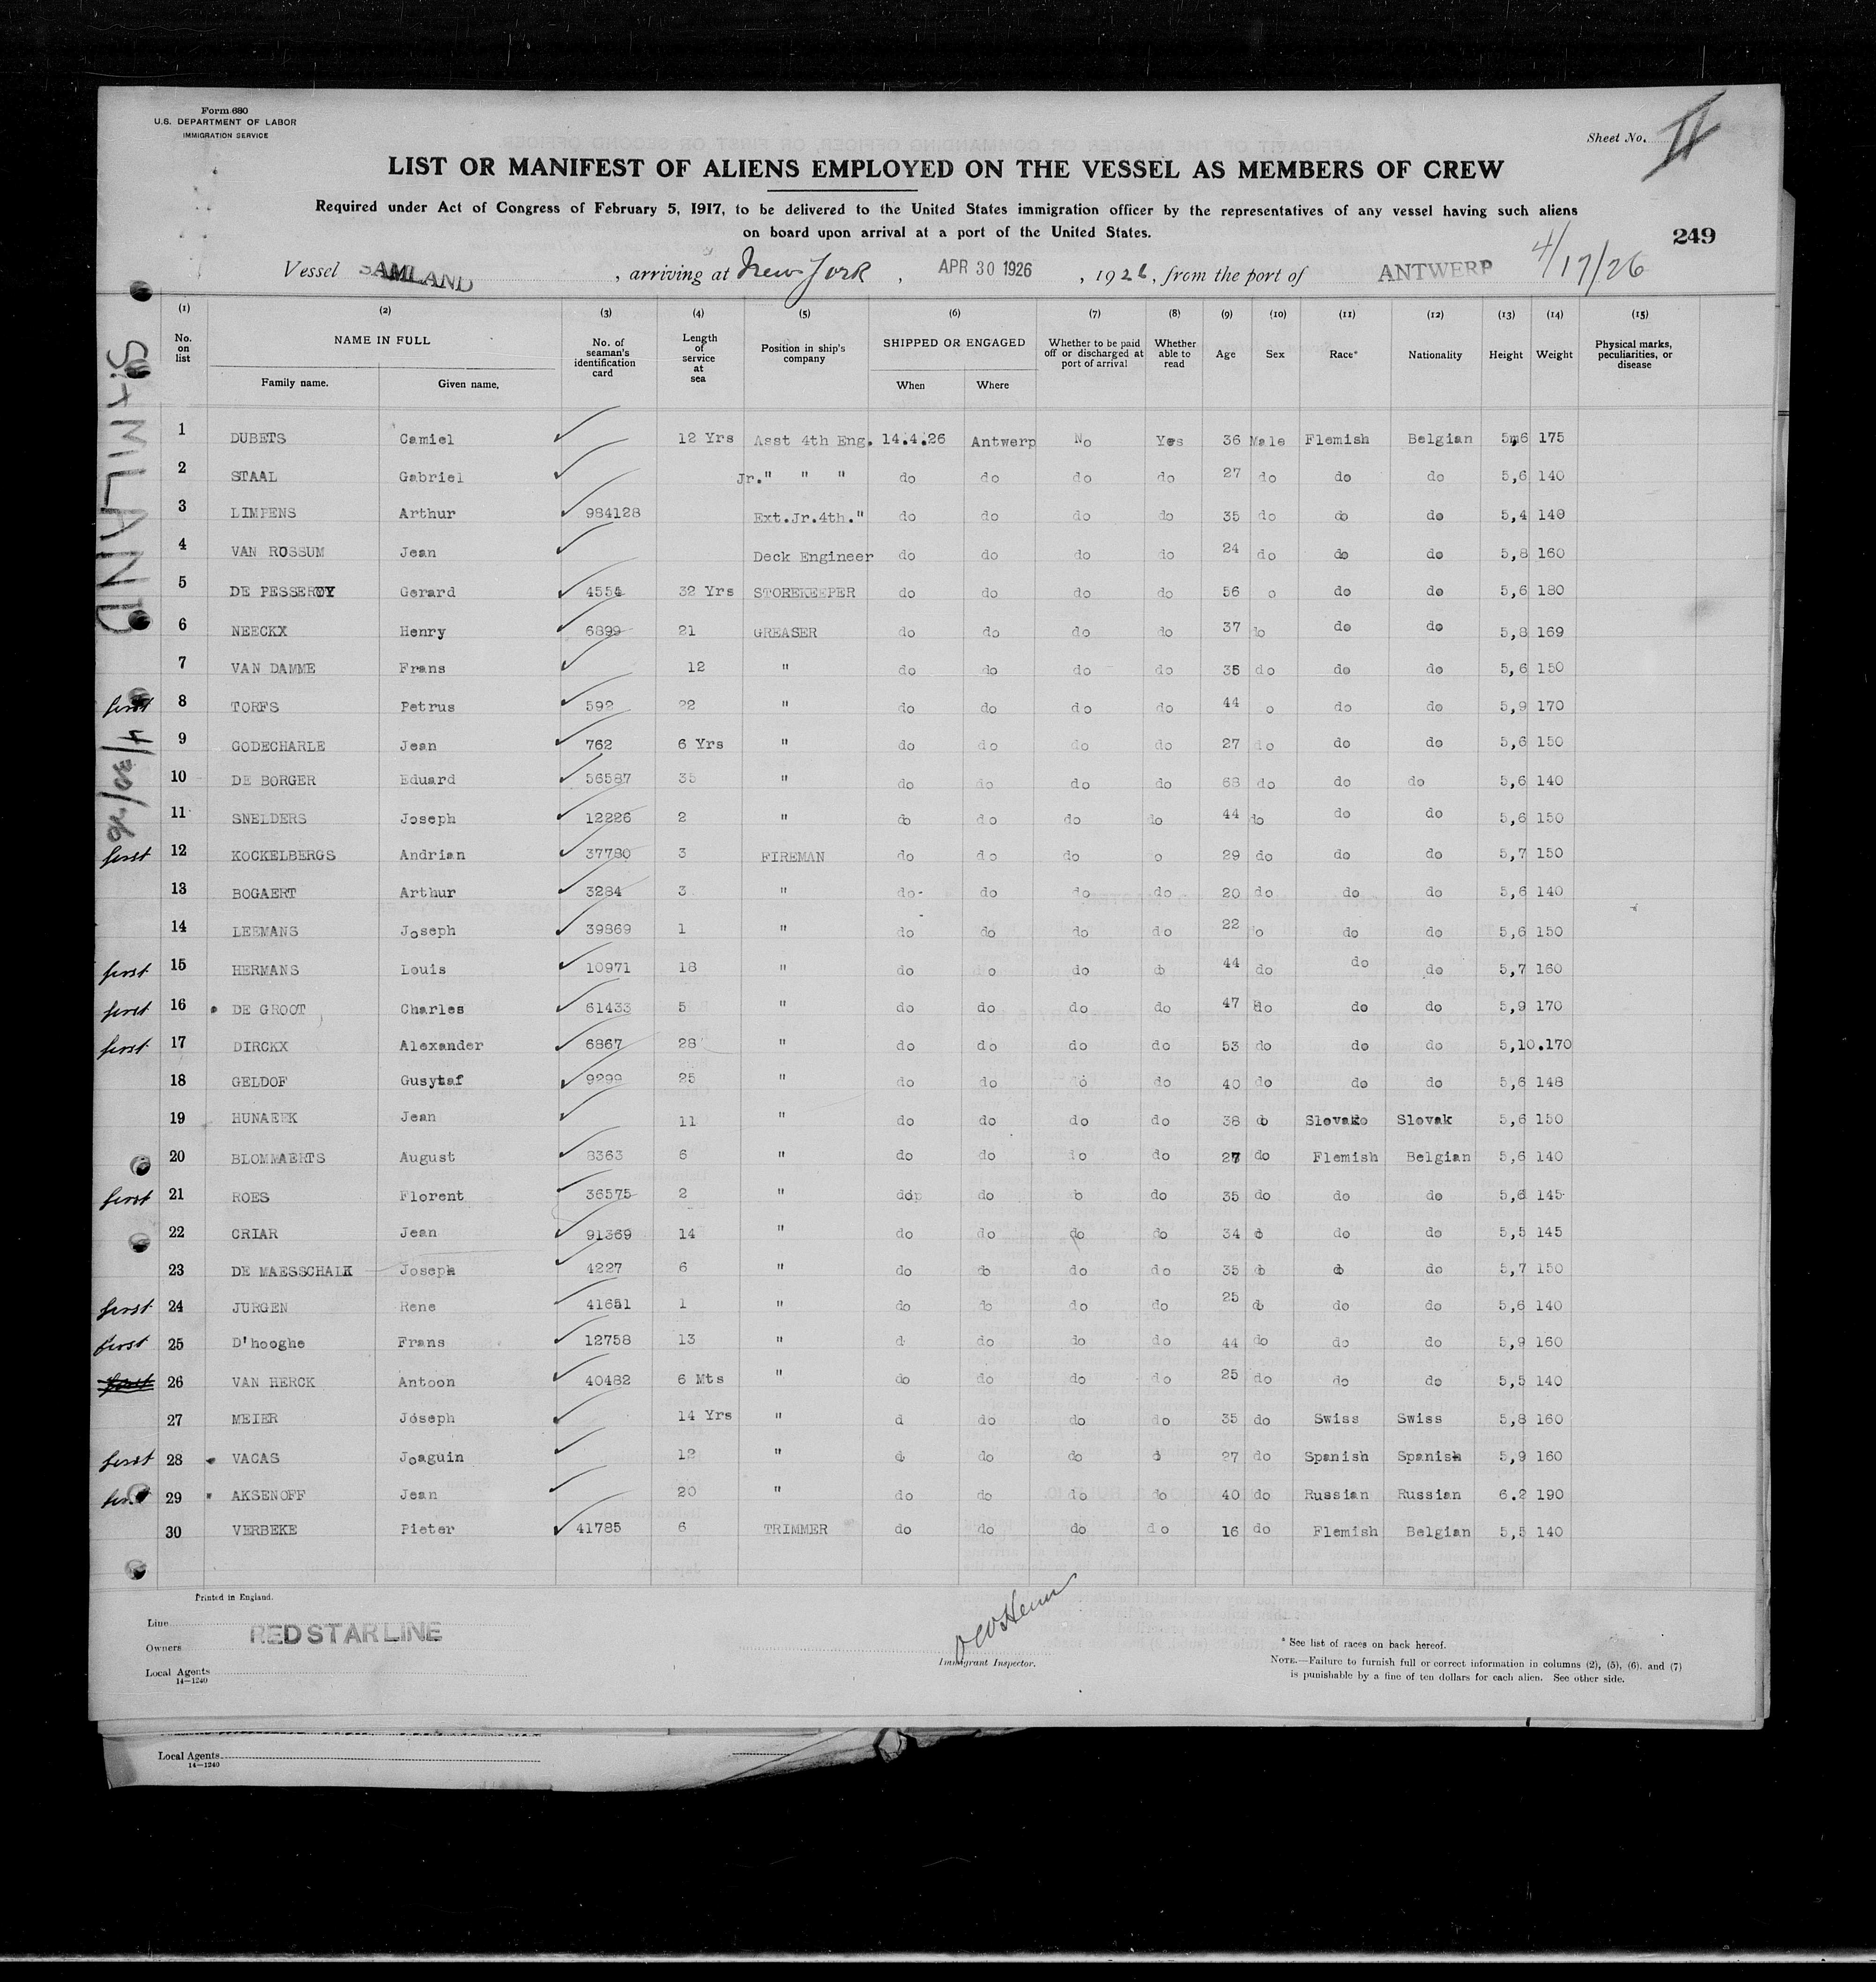 Form 680
U.S. DEPARTMENT OF LABOR
IMMIGRATION SERVICE
Sheet No. II
LIST OR MANIFEST OF ALIENS EMPLOYED ON THE VESSEL AS MEMBERS OF CREW
Required under Act of Congress of February 5, 1917, to be delivered to the United States immigration officer by the representatives of any vessel having such aliens
on board upon arrival at a port of the United States.
249
Vessel SAMLAND, arriving at New York, APR 30 1926, 1926, from the port of ANTWERP 4/17/26
SAMLAND
4/30/26
(1) (2) (3) (4) (5) (6) (7) (8) (9) (10) (11) (12) (13) (14) (15)
No. on list NAME IN FULL Family name. Given name. No. of seaman's identification card Length of service at sea Position in ship's company SHIPPED OR ENGAGED When Where Whether to be paid off or discharged at port of arrival Whether able to read Age Sex Race* Nationality Height Weight Physical marks, peculiarities, or disease
1 DUBETS Camiel 12 Yrs Asst 4th Eng. 14.4.26 Antwerp No Yes 36 Male Flemish Belgian 5m6 175
2 STAAL Gabriel Jr." " " do do do do 27 do do do 5,6 140
3 LIMPENS Arthur 984128 Ext.Jr.4th." do do do do 35 do do do 5,4 140
4 VAN ROSSUM Jean Deck Engineer do do do do 24 do do do 5,8 160
5 DE PESSEROY Gerard 4554 32 Yrs STOREKEEPER do do do do 56 o do do 5,6 180
6 NEECKX Henry 6899 21 GREASER do do do do 37 do do do 5,8 169
7 VAN DAMME Frans 12 " do do do do 35 do do do 5,6 150
first 8 TORFS Petrus 592 22 " do do do do 44 o do do 5,9 170
9 GODECHARLE Jean 762 6 Yrs " do do do do 27 do do do 5,6 150
10 DE BORGER Eduard 56587 35 " do do do do 68 do do do 5,6 140
11 SNELDERS Joseph 12226 2 " do do do do 44 do do do 5,6 150
first 12 KOCKELBERGS Andrian 37780 3 FIREMAN do do do o 29 do do do 5,7 150
13 BOGAERT Arthur 3284 3 " do do do do 20 do do do 5,6 140
14 LEEMANS Joseph 39869 1 " do do do do 22 o do do 5,6 150
first 15 HERMANS Louis 10971 18 " do o do do 44 do do do 5,7 160
first 16 DE GROOT Charles 61433 5 " do do do do 47 do do do 5,9 170
first 17 DIRCKX Alexander 6867 28 " do do do do 53 do do do 5,10.170
18 GELDOF Gusytaf 9299 25 " do do do do 40 do do do 5,6 148
19 HUNAEEK Jean 11 " do do do do 38 do Slovako Slovak 5,6 150
20 BLOMMAERTS August 8363 6 " do do do do 27 do Flemish Belgian 5,6 140
first 21 ROES Florent 36575 2 " dop do o do 35 do do do 5,6 145
22 CRIAR Jean 91369 14 " do do do do 34 do do do 5,5 145
23 DE MAESSCHALK Joseph 4227 6 " do do do do 35 do do do 5,7 150
first 24 JURGEN Rene 41651 1 " do do do do 25 do do do 5,6 140
first 25 D'hooghe Frans 12758 13 " d do do do 44 do do do 5,9 160
first 26 VAN HERCK Antoon 40482 6 Mts " do do do do 25 do do do 5,5 140
27 MEIER Joseph 14 Yrs " d do do do 35 do Swiss Swiss 5,8 160
first 28 VACAS Joaguin 12 " d do do d 27 do Spanish Spanish 5,9 160
first 29 AKSENOFF Jean 20 " do do do do 40 do Russian Russian 6.2 190
30 VERBEKE Pieter 41785 6 TRIMMER do do do do 16 do Flemish Belgian 5,5 140
Printed in England.
Line
RED STAR LINE
Owners
Local Agents
14—1240
Immigrant Inspector.
* See list of races on back hereof.
NOTE.—Failure to furnish full or correct information in columns (2), (5), (6), and (7)
is punishable by a fine of ten dollars for each alien. See other side.
Local Agents
14—1240